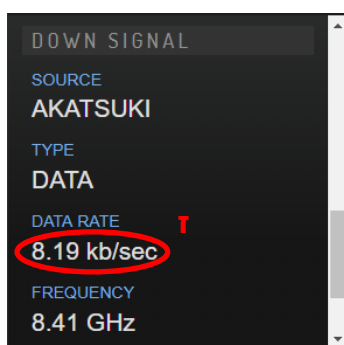 DOWN SIGNAL
SOURCE
AKATSUKI
TYPE
DATA
DATA RATE
T
8.19 kb/sec
FREQUENCY
8.41 GHz